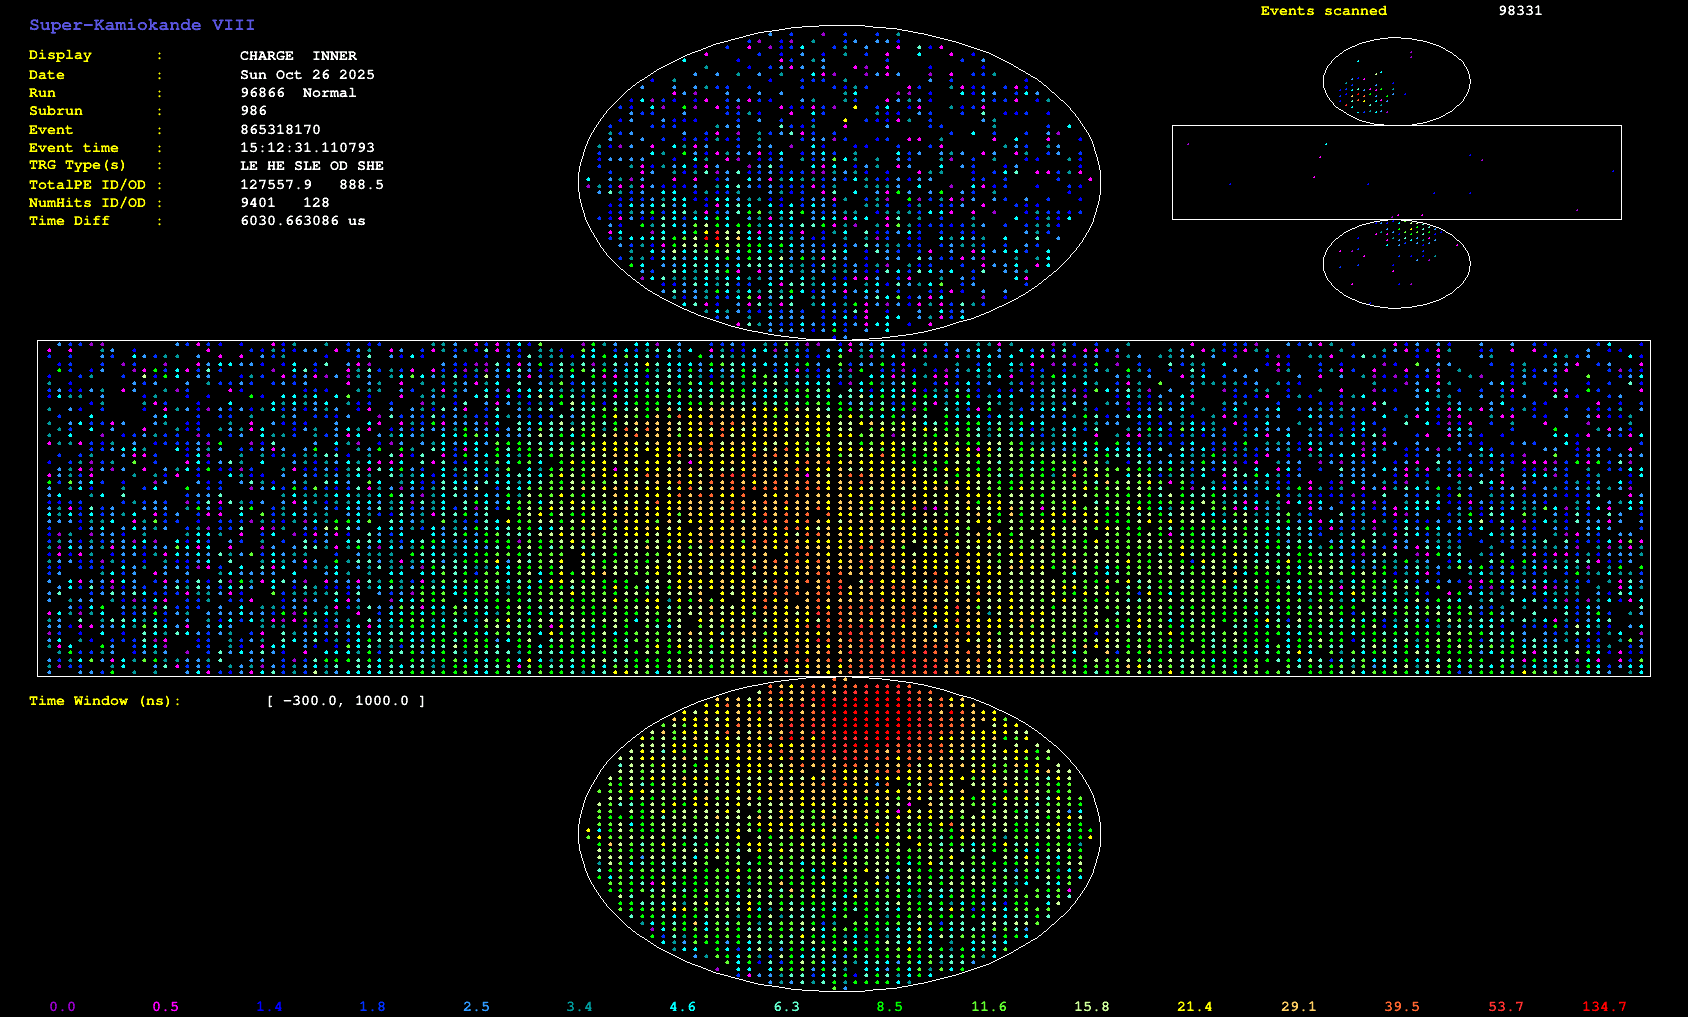 Super-Kamiokande VIII
Events scanned 98331
Display : CHARGE INNER
Date : Sun Oct 26 2025
Run : 96866 Normal
Subrun : 986
Event : 865318170
Event time : 15:12:31.110793
TRG Type(s) : LE HE SLE OD SHE
TotalPE ID/OD : 127557.9 888.5
NumHits ID/OD : 9401 128
Time Diff : 6030.663086 us
Time Window (ns): [ -300.0, 1000.0 ]
0.0 0.5 1.4 1.8 2.5 3.4 4.6 6.3 8.5 11.6 15.8 21.4 29.1 39.5 53.7 134.7